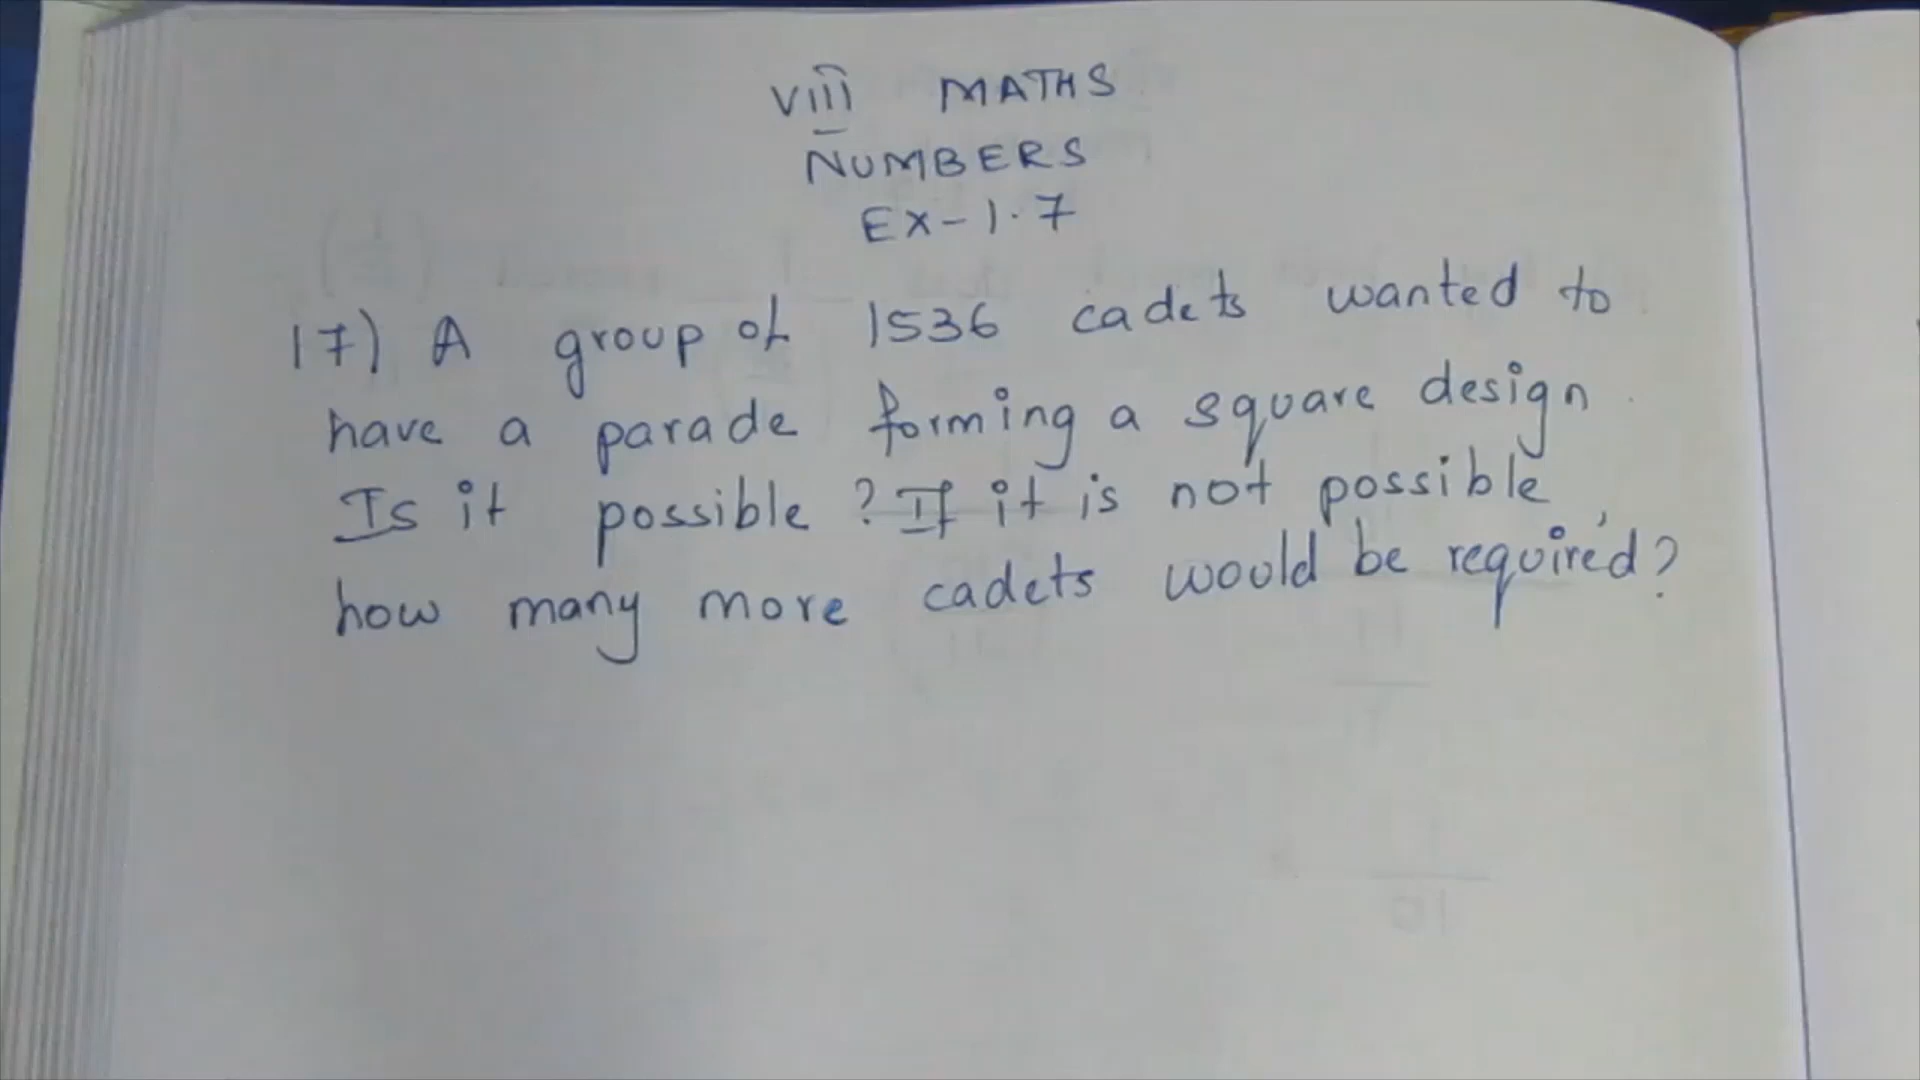 VIII MATHS
NUMBERS
EX-1.7
17) A group of 1536 cadets wanted to
have a parade forming a square design.
Is it possible? If it is not possible,
how many more cadets would be required?